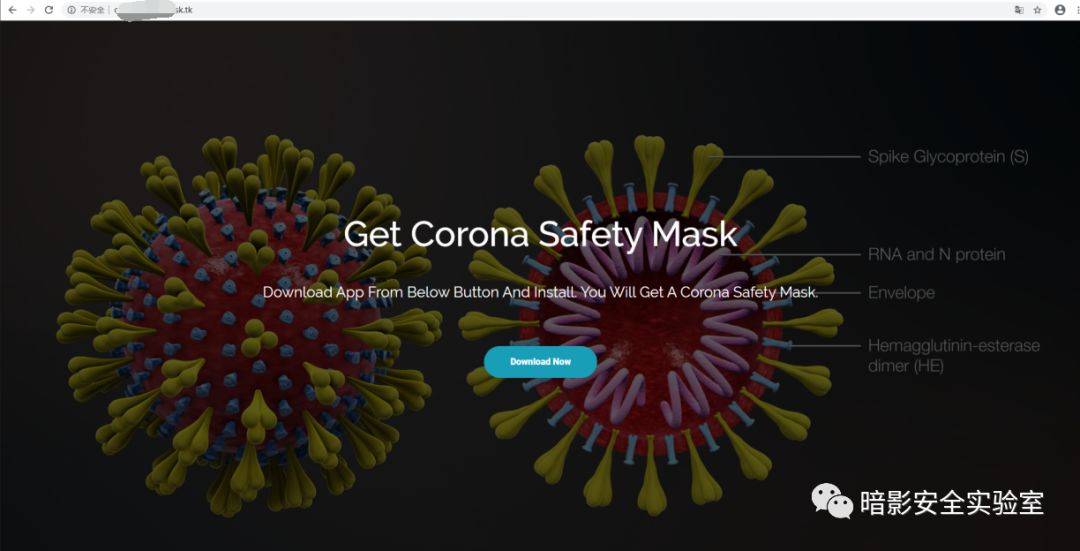 不安全
sk.tk
Spike Glycoprotein (S)
Get Corona Safety Mask
RNA and N protein
Download App From Below Button And Install. You Will Get A Corona Safety Mask.
Envelope
Hemagglutinin-esterase
dimer (HE)
Download Now
暗影安全实验室